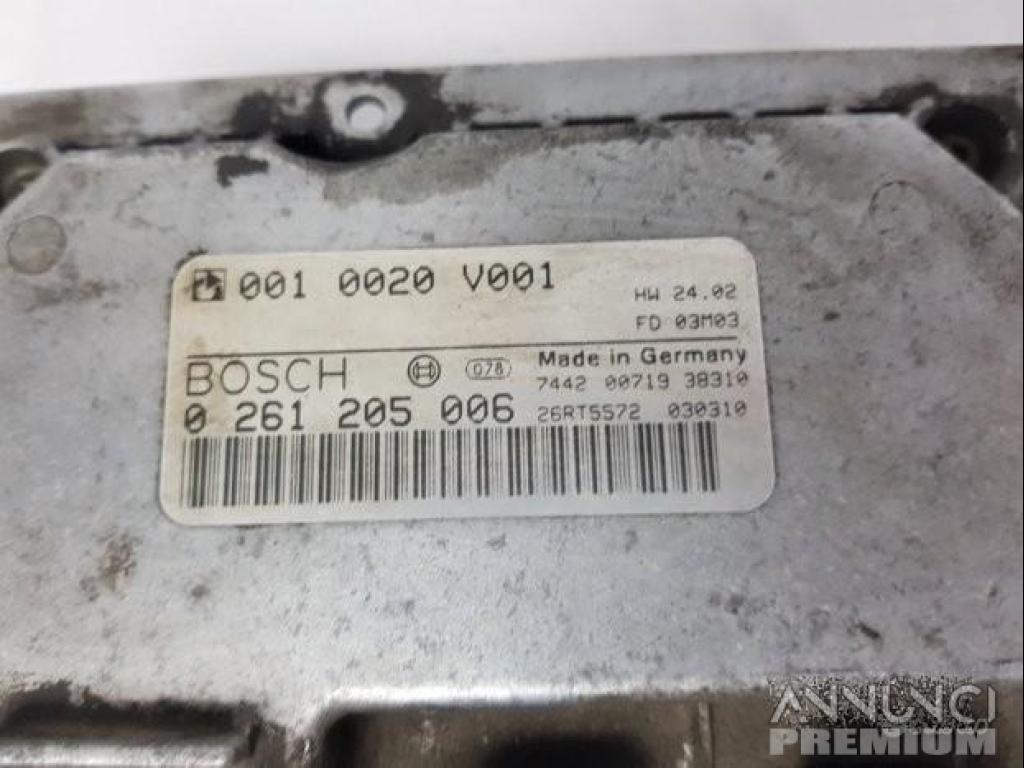 001 0020 V001
HW 24.02
FD 03M03
BOSCH
078
Made in Germany
7442 00719 38310
0 261 205 006
26RT5572 030310
ANNUNCI
PREMIUM